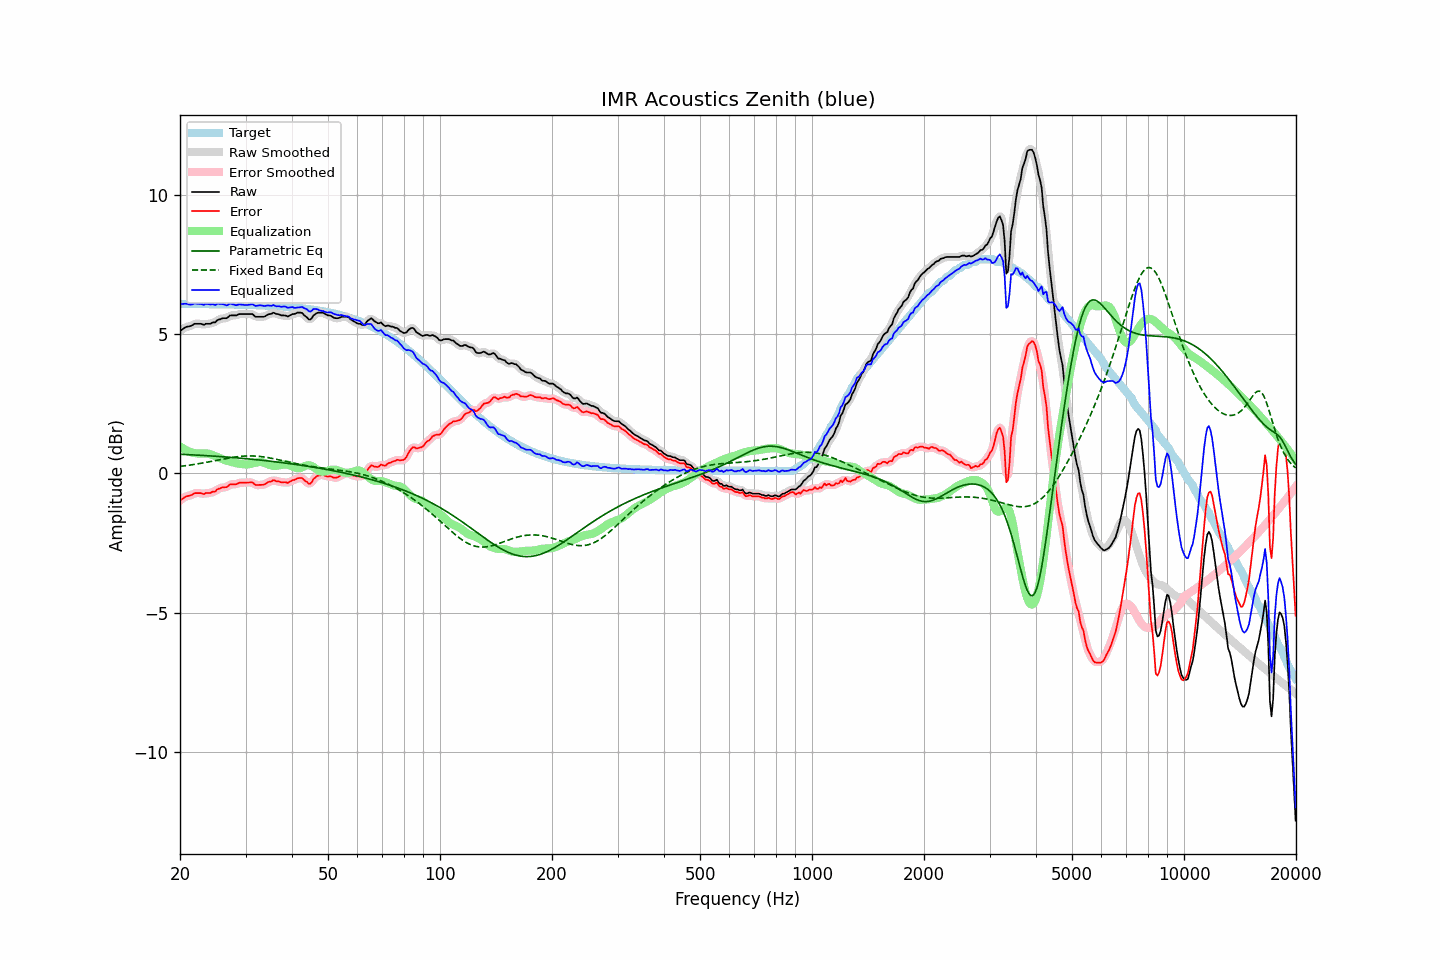 IMR Acoustics Zenith (blue)
Target
Raw Smoothed
Error Smoothed
Raw
Error
Equalization
Parametric Eq
Fixed Band Eq
Equalized
Amplitude (dBr)
10
5
0
−5
−10
20 50 100 200 500 1000 2000 5000 10000 20000
Frequency (Hz)